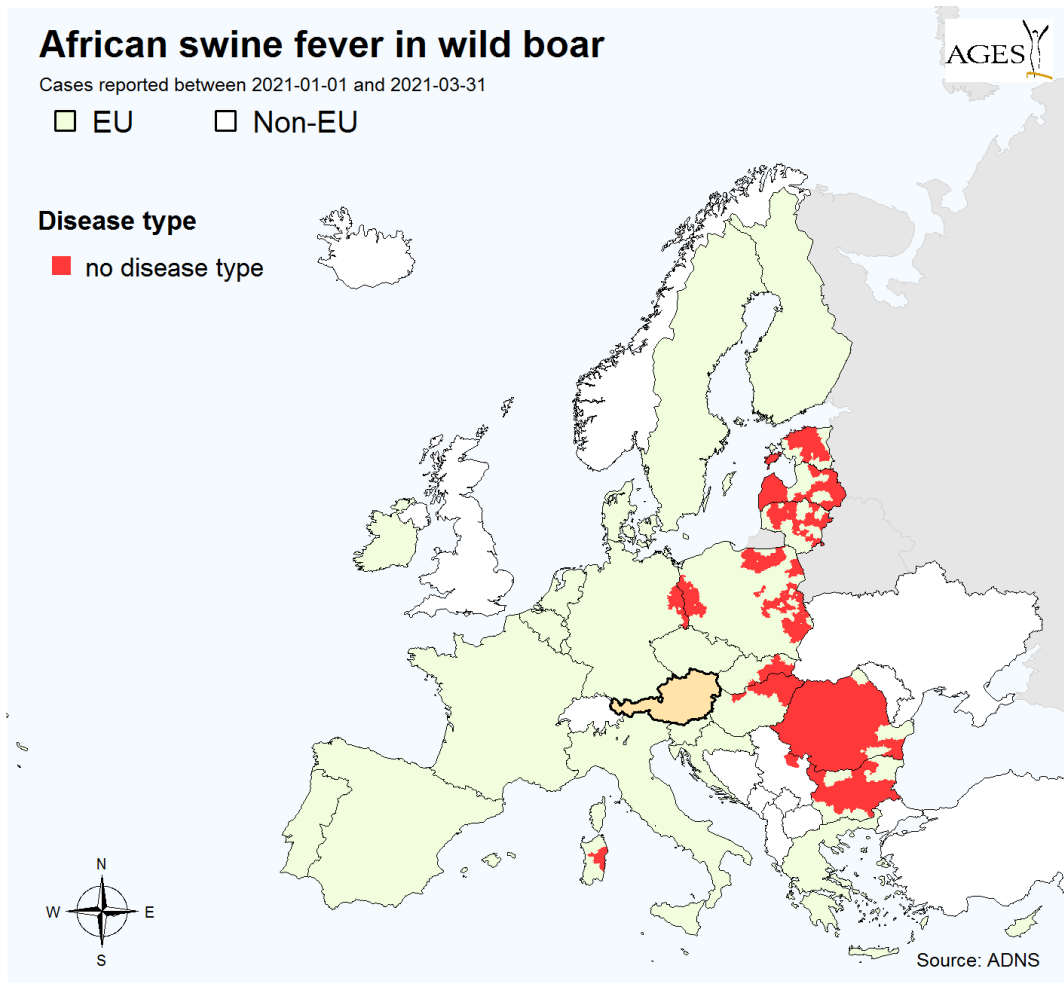 African swine fever in wild boar
Cases reported between 2021-01-01 and 2021-03-31
EU Non-EU
AGES
Disease type
no disease type
N
W E
S
Source: ADNS